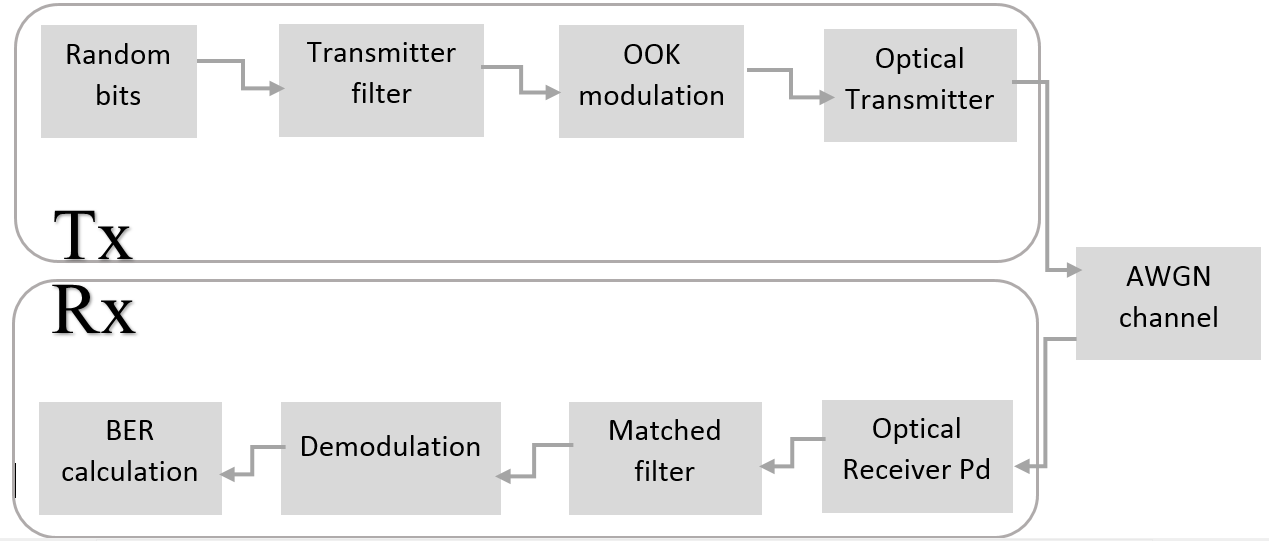 Random
bits
Transmitter
filter
OOK
modulation
Optical
Transmitter
Tx
AWGN
channel
Rx
BER
calculation
Demodulation
Matched
filter
Optical
Receiver Pd